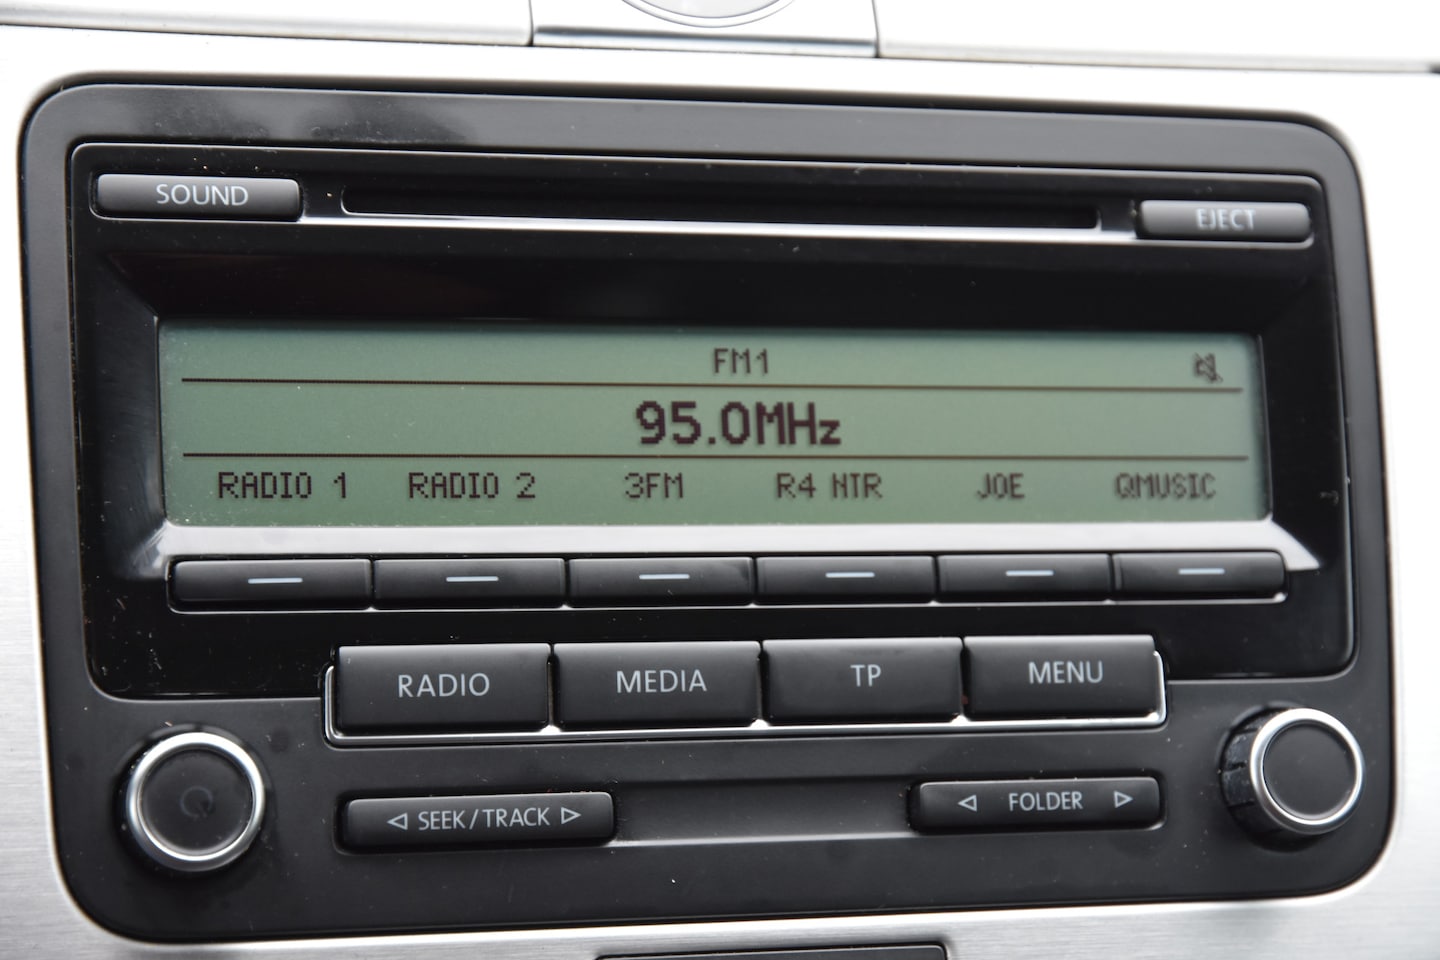 SOUND
EJECT
FM1
95.0MHz
RADIO 1 RADIO 2 3FM R4 NTR JOE QMUSIC
RADIO MEDIA TP MENU
SEEK/TRACK
FOLDER